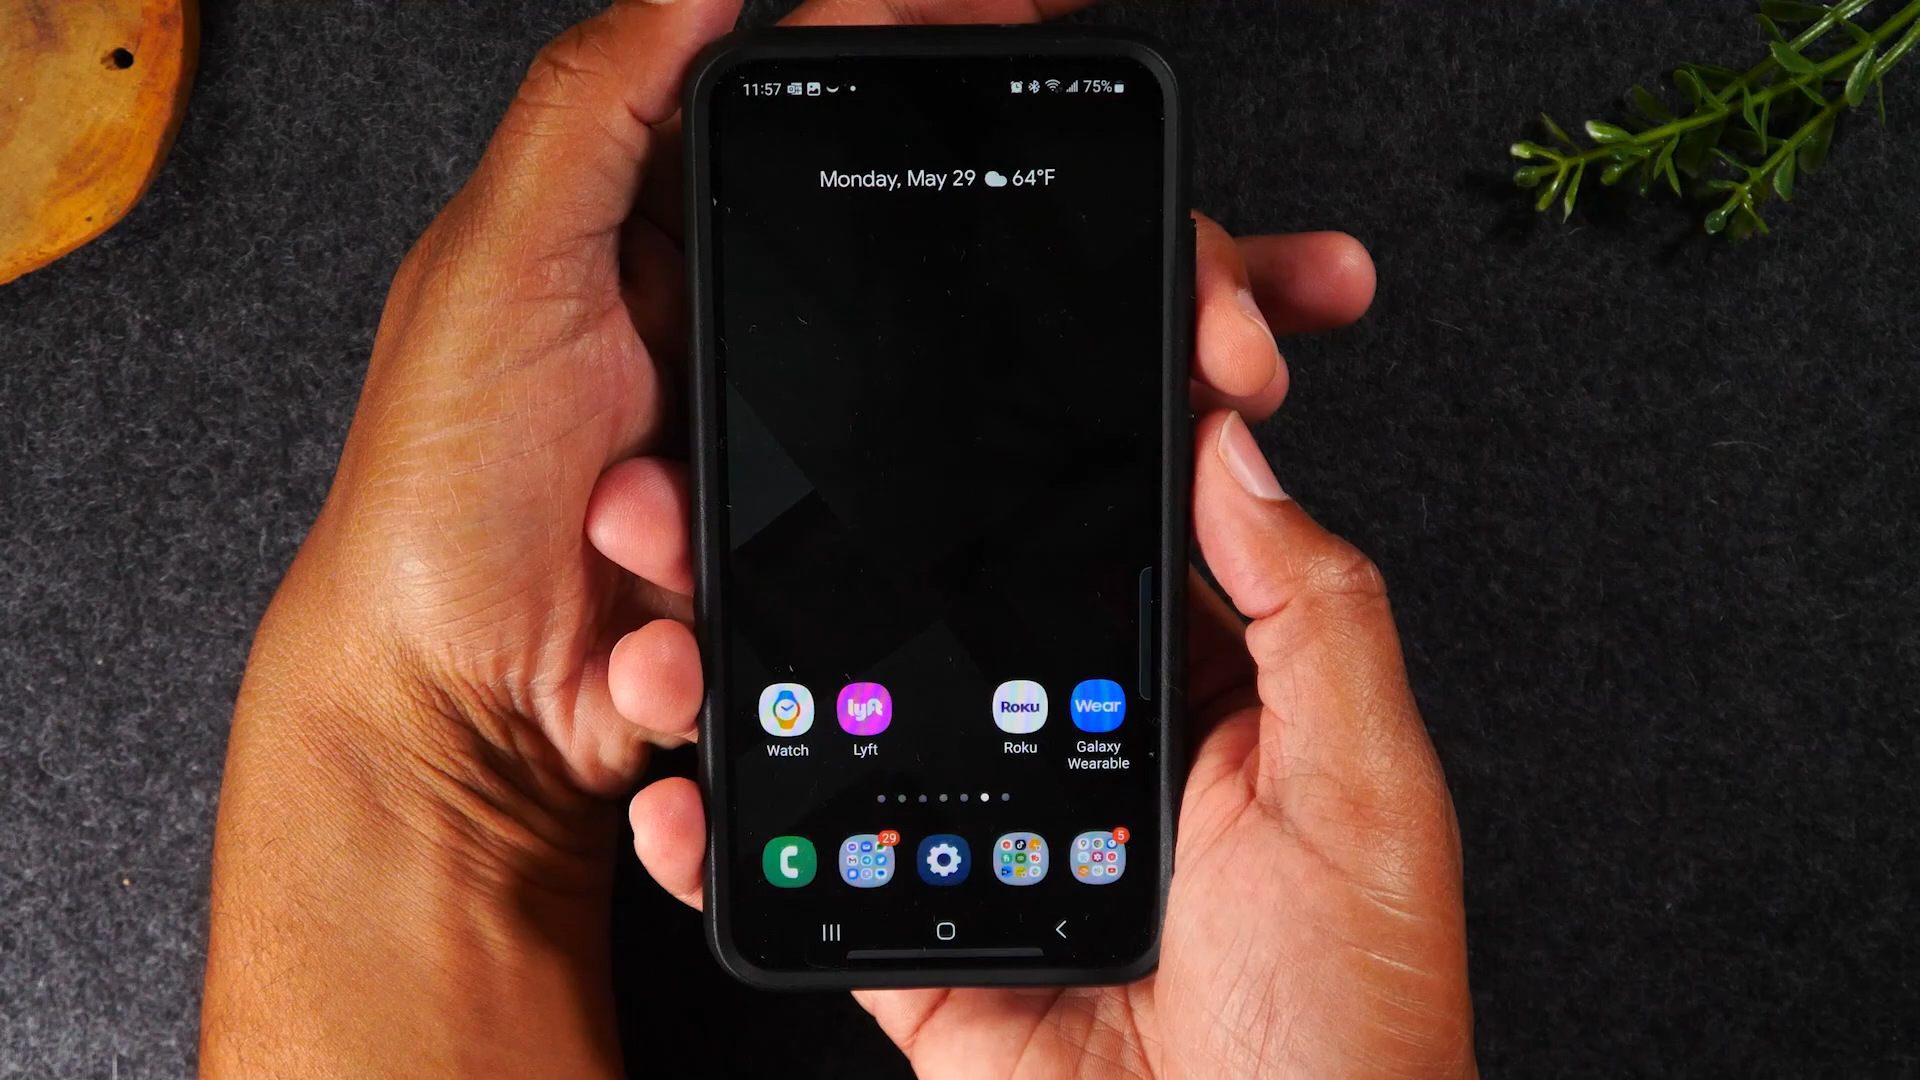 11:57
75%
Monday, May 29 64°F
Watch
lyft
Lyft
Roku
Roku
Wear
Galaxy
Wearable
29
5